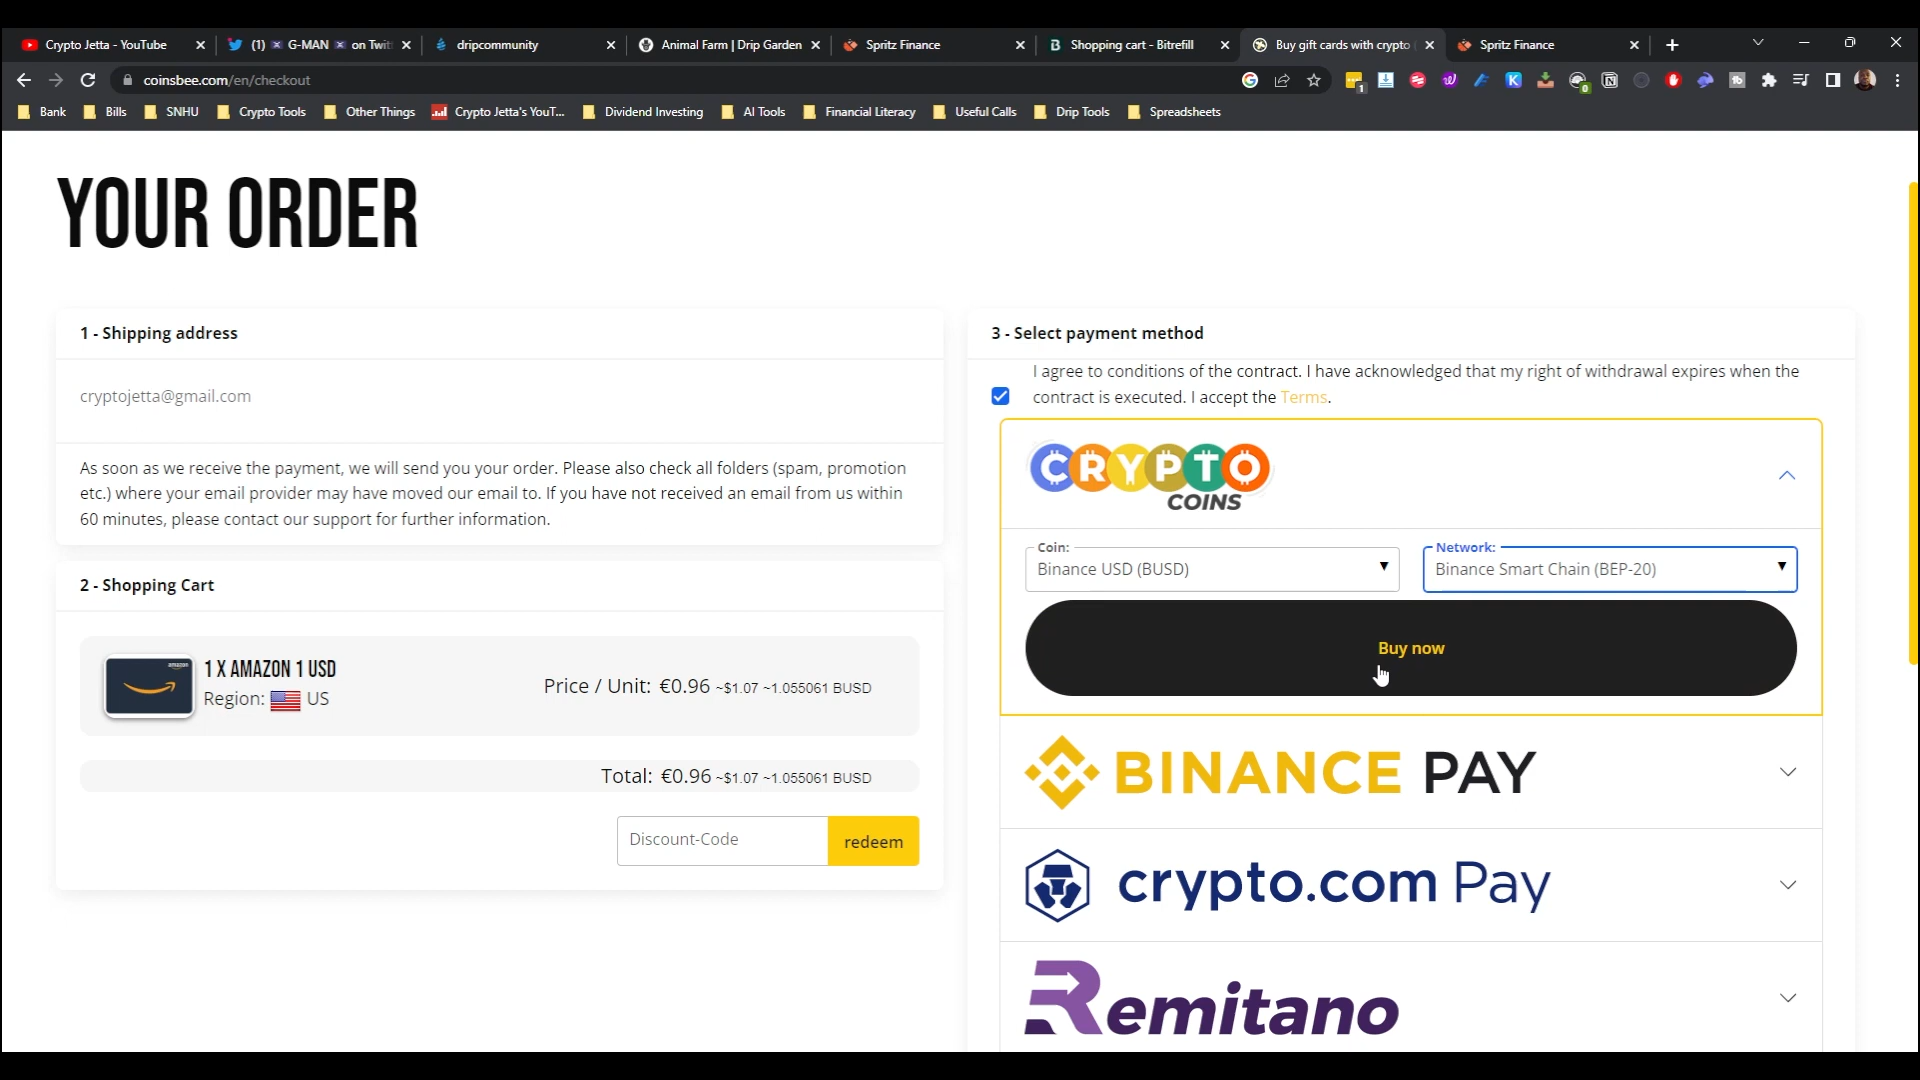 Crypto Jetta - YouTube
(1) G-MAN on Twit
dripcommunity
Animal Farm | Drip Garden
Spritz Finance
Shopping cart - Bitrefill
Buy gift cards with crypto
Spritz Finance
coinsbee.com/en/checkout
Bank
Bills
SNHU
Crypto Tools
Other Things
Crypto Jetta's YouT...
Dividend Investing
AI Tools
Financial Literacy
Useful Calls
Drip Tools
Spreadsheets
YOUR ORDER
1 - Shipping address
cryptojetta@gmail.com
As soon as we receive the payment, we will send you your order. Please also check all folders (spam, promotion
etc.) where your email provider may have moved our email to. If you have not received an email from us within
60 minutes, please contact our support for further information.
2 - Shopping Cart
amazon
1 X AMAZON 1 USD
Region: US
Price / Unit: €0.96 ~$1.07 ~1.055061 BUSD
Total: €0.96 ~$1.07 ~1.055061 BUSD
Discount-Code
redeem
3 - Select payment method
I agree to conditions of the contract. I have acknowledged that my right of withdrawal expires when the
contract is executed. I accept the Terms.
CRYPTO
COINS
Coin:
Binance USD (BUSD)
Network:
Binance Smart Chain (BEP-20)
Buy now
BINANCE PAY
crypto.com Pay
Remitano